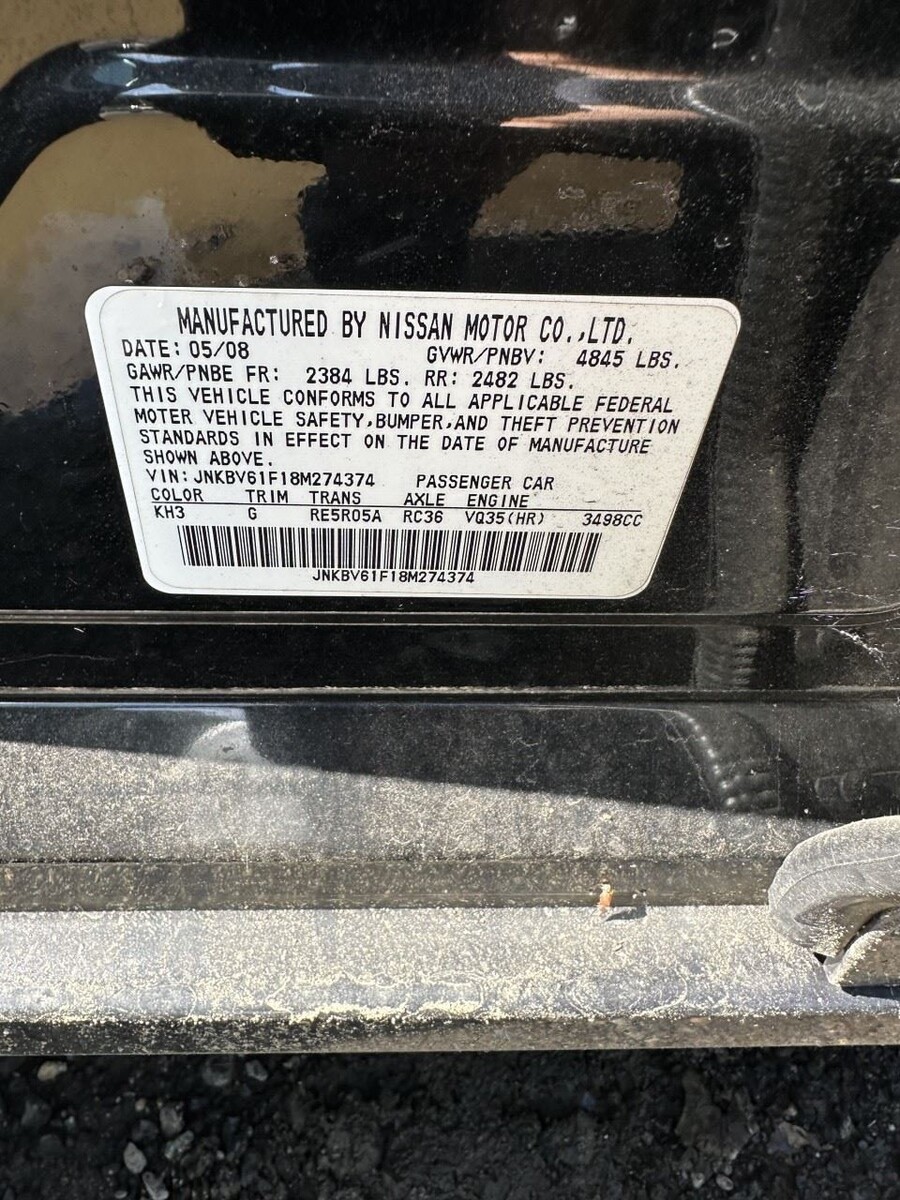 MANUFACTURED BY NISSAN MOTOR CO.,LTD.
DATE: 05/08 GVWR/PNBV: 4845 LBS.
GAWR/PNBE FR: 2384 LBS. RR: 2482 LBS.
THIS VEHICLE CONFORMS TO ALL APPLICABLE FEDERAL
MOTER VEHICLE SAFETY,BUMPER,AND THEFT PREVENTION
STANDARDS IN EFFECT ON THE DATE OF MANUFACTURE
SHOWN ABOVE.
VIN: JNKBV61F18M274374 PASSENGER CAR
COLOR TRIM TRANS AXLE ENGINE
KH3 G RE5R05A RC36 VQ35(HR) 3498CC
JNKBV61F18M274374